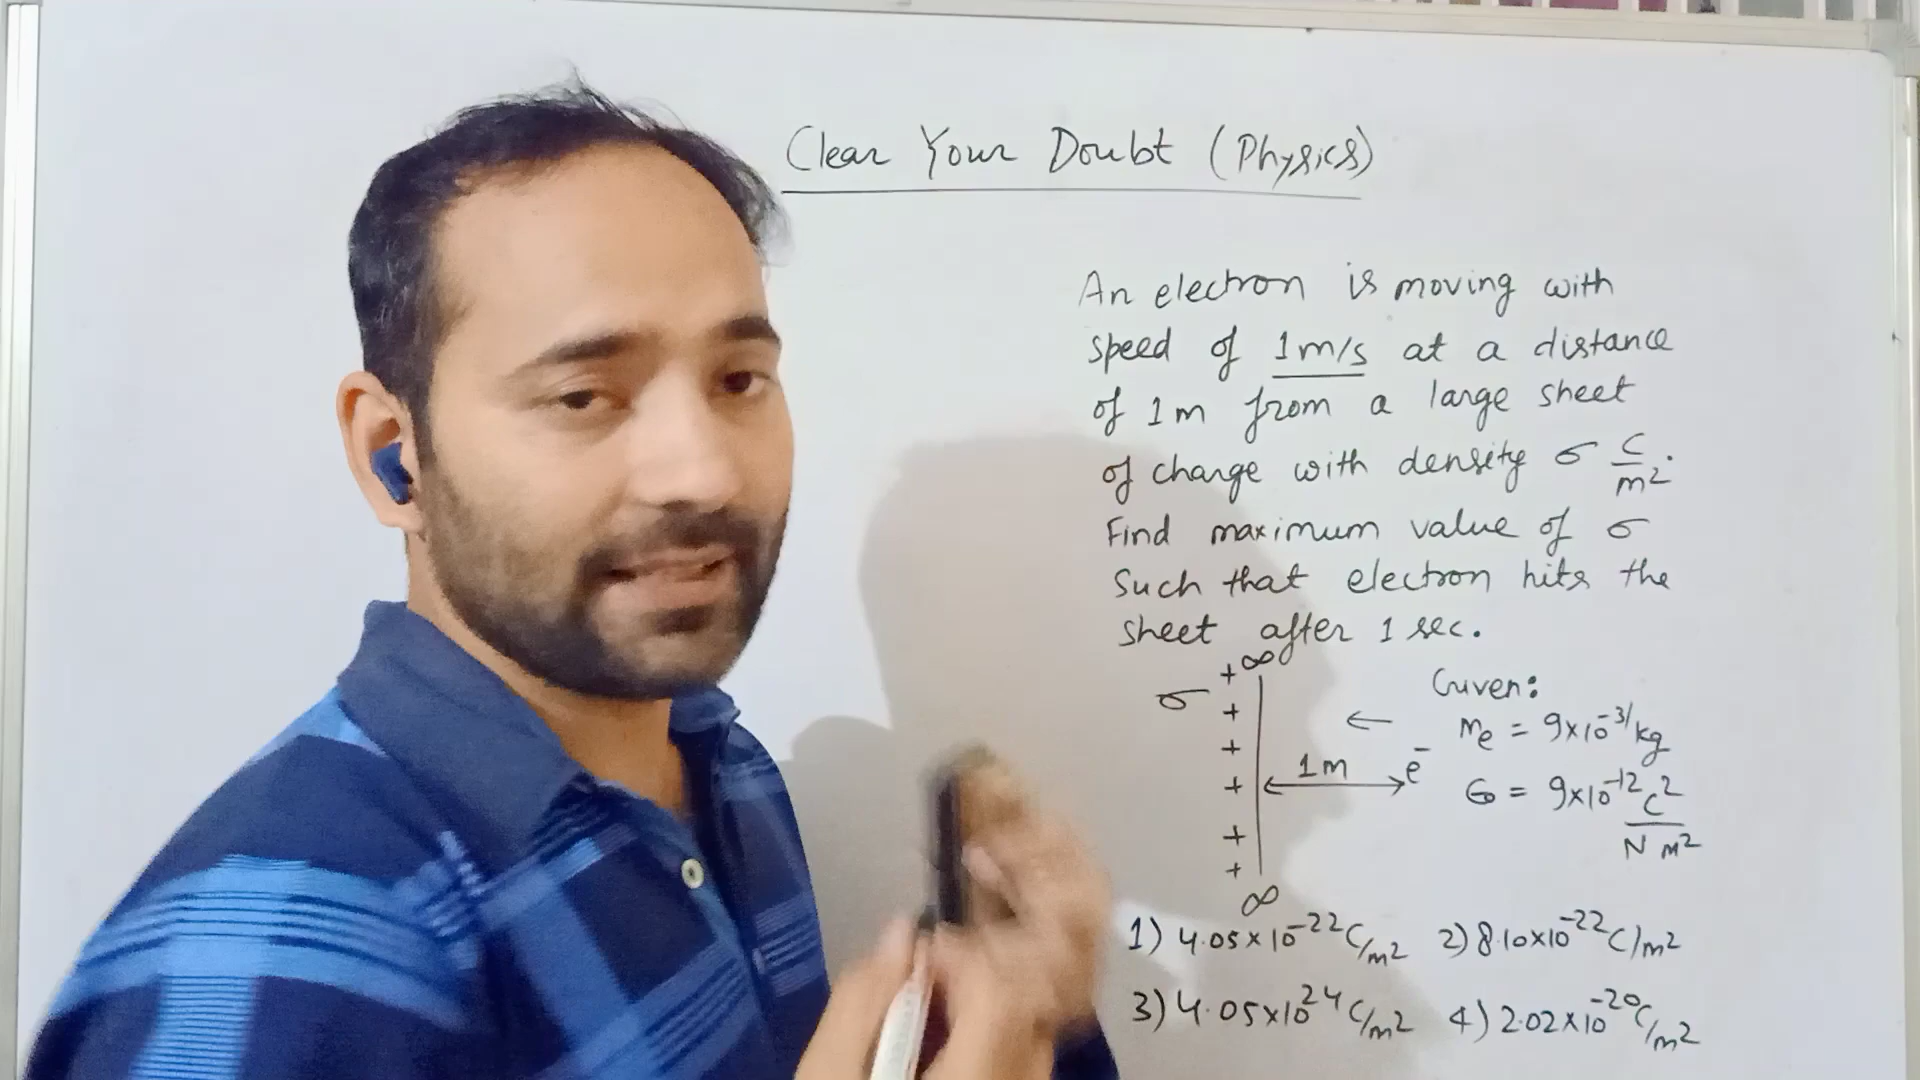 Clear Your Doubt (Physics)
An electron is moving with
speed of 1m/s at a distance
of 1m from a large sheet
of charge with density σ C/m².
Find maximum value of σ
Such that electron hits the
sheet after 1 sec.
+ ∞
σ +
+
+
+
+
∞
1m e⁻
Given:
me = 9×10⁻³¹kg
ϵ0 = 9×10⁻¹² C²/N m²
1) 4.05×10⁻²² C/m² 2) 8.10×10⁻²² C/m²
3) 4.05×10²⁴ C/m² 4) 2.02×10⁻²⁰ C/m²